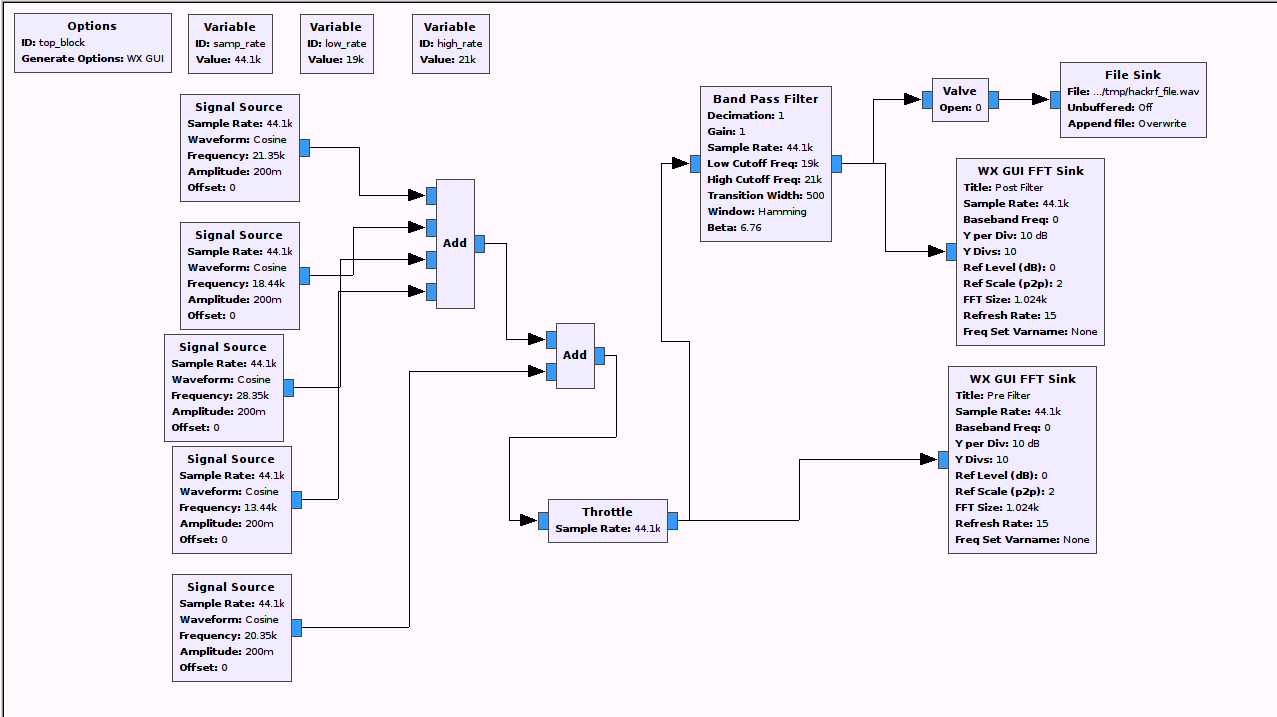 Options
ID: top_block
Generate Options: WX GUI
Variable
ID: samp_rate
Value: 44.1k
Variable
ID: low_rate
Value: 19k
Variable
ID: high_rate
Value: 21k
Signal Source
Sample Rate: 44.1k
Waveform: Cosine
Frequency: 21.35k
Amplitude: 200m
Offset: 0
Signal Source
Sample Rate: 44.1k
Waveform: Cosine
Frequency: 18.44k
Amplitude: 200m
Offset: 0
Signal Source
Sample Rate: 44.1k
Waveform: Cosine
Frequency: 28.35k
Amplitude: 200m
Offset: 0
Signal Source
Sample Rate: 44.1k
Waveform: Cosine
Frequency: 13.44k
Amplitude: 200m
Offset: 0
Signal Source
Sample Rate: 44.1k
Waveform: Cosine
Frequency: 20.35k
Amplitude: 200m
Offset: 0
Add
Add
Throttle
Sample Rate: 44.1k
Band Pass Filter
Decimation: 1
Gain: 1
Sample Rate: 44.1k
Low Cutoff Freq: 19k
High Cutoff Freq: 21k
Transition Width: 500
Window: Hamming
Beta: 6.76
Valve
Open: 0
File Sink
File: .../tmp/hackrf_file.wav
Unbuffered: Off
Append file: Overwrite
WX GUI FFT Sink
Title: Post Filter
Sample Rate: 44.1k
Baseband Freq: 0
Y per Div: 10 dB
Y Divs: 10
Ref Level (dB): 0
Ref Scale (p2p): 2
FFT Size: 1.024k
Refresh Rate: 15
Freq Set Varname: None
WX GUI FFT Sink
Title: Pre Filter
Sample Rate: 44.1k
Baseband Freq: 0
Y per Div: 10 dB
Y Divs: 10
Ref Level (dB): 0
Ref Scale (p2p): 2
FFT Size: 1.024k
Refresh Rate: 15
Freq Set Varname: None